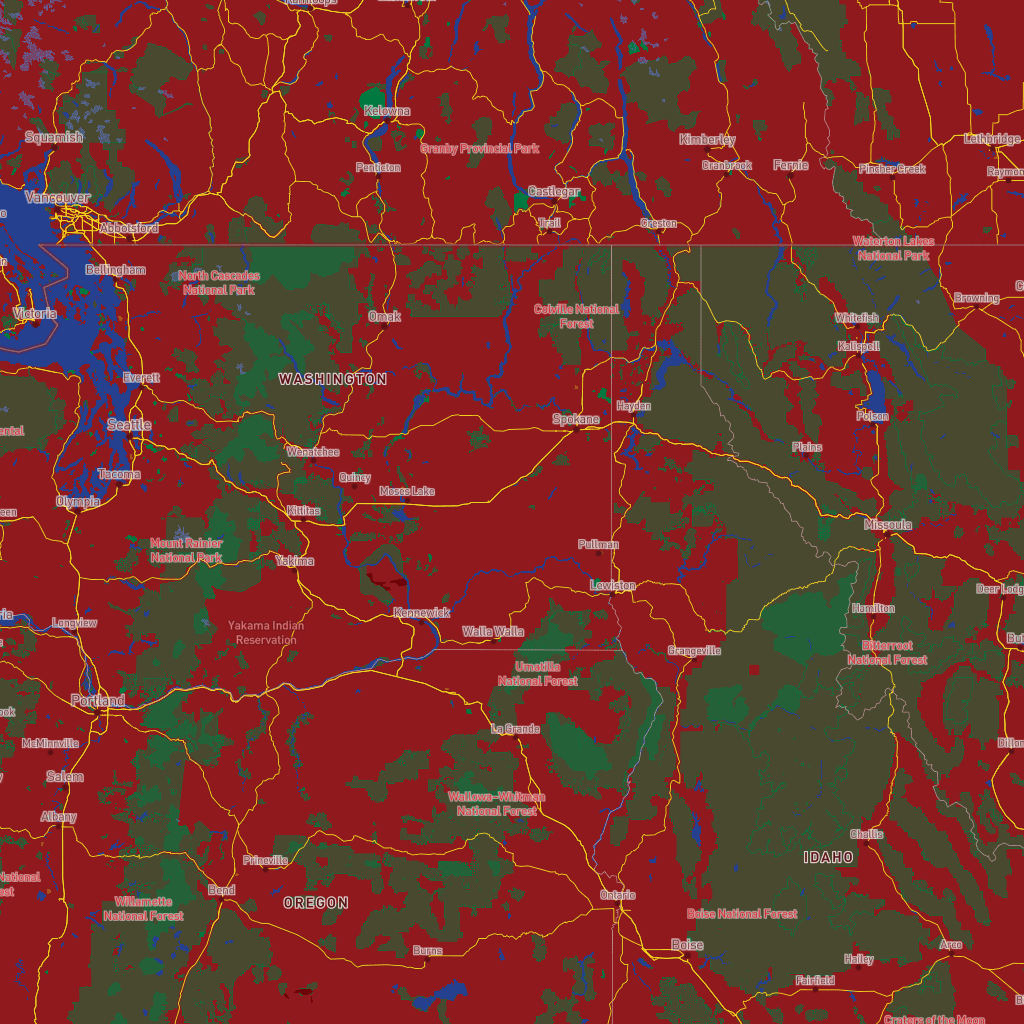 Kelowna
Squamish
Granby Provincial Park
Kimberley
Lethbridge
Penticton
Cranbrook
Fernie
Pincher Creek
Vancouver
Castlegar
Abbotsford
Trail
Creston
Waterton Lakes
National Park
Bellingham
North Cascades
National Park
Browning
Victoria
Omak
Colville National
Forest
Whitefish
Kalispell
WASHINGTON
Everett
Hayden
Seattle
Spokane
Polson
Wenatchee
Plains
Tacoma
Quincy
Moses Lake
Olympia
Kittitas
Missoula
Mount Rainier
National Park
Pullman
Yakima
Lewiston
Deer Lodg
Hamilton
Kennewick
Longview
Yakama Indian
Reservation
Walla Walla
Grangeville
Bitterroot
National Forest
Umatilla
National Forest
Portland
La Grande
McMinnville
Dillon
Salem
Wallowa-Whitman
National Forest
Albany
Challis
IDAHO
Prineville
Bend
Ontario
OREGON
Willamette
National Forest
Boise National Forest
Burns
Boise
Arco
Hailey
Fairfield
Craters of the Moon